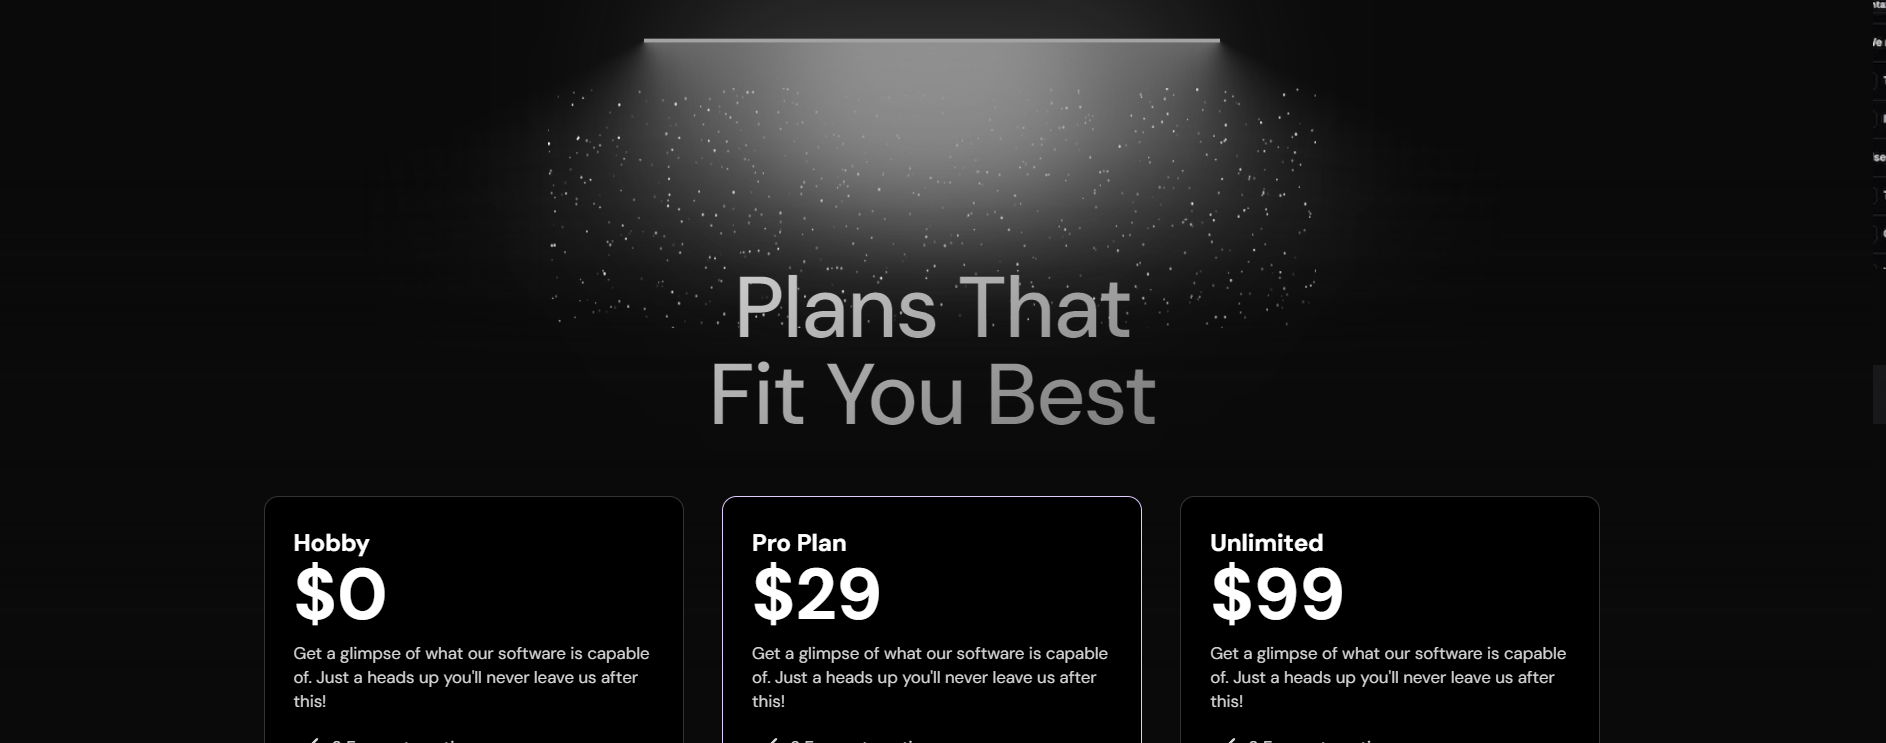 Plans That
Fit You Best
Hobby
$0
Get a glimpse of what our software is capable
of. Just a heads up you'll never leave us after
this!
Pro Plan
$29
Get a glimpse of what our software is capable
of. Just a heads up you'll never leave us after
this!
Unlimited
$99
Get a glimpse of what our software is capable
of. Just a heads up you'll never leave us after
this!